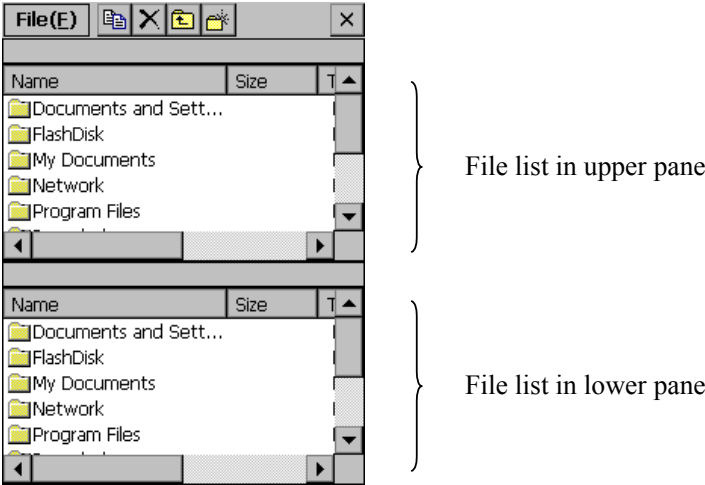 File(F)
Name Size T
Documents and Sett...
FlashDisk
My Documents
Network
Program Files
File list in upper pane
Name Size T
Documents and Sett...
FlashDisk
My Documents
Network
Program Files
File list in lower pane